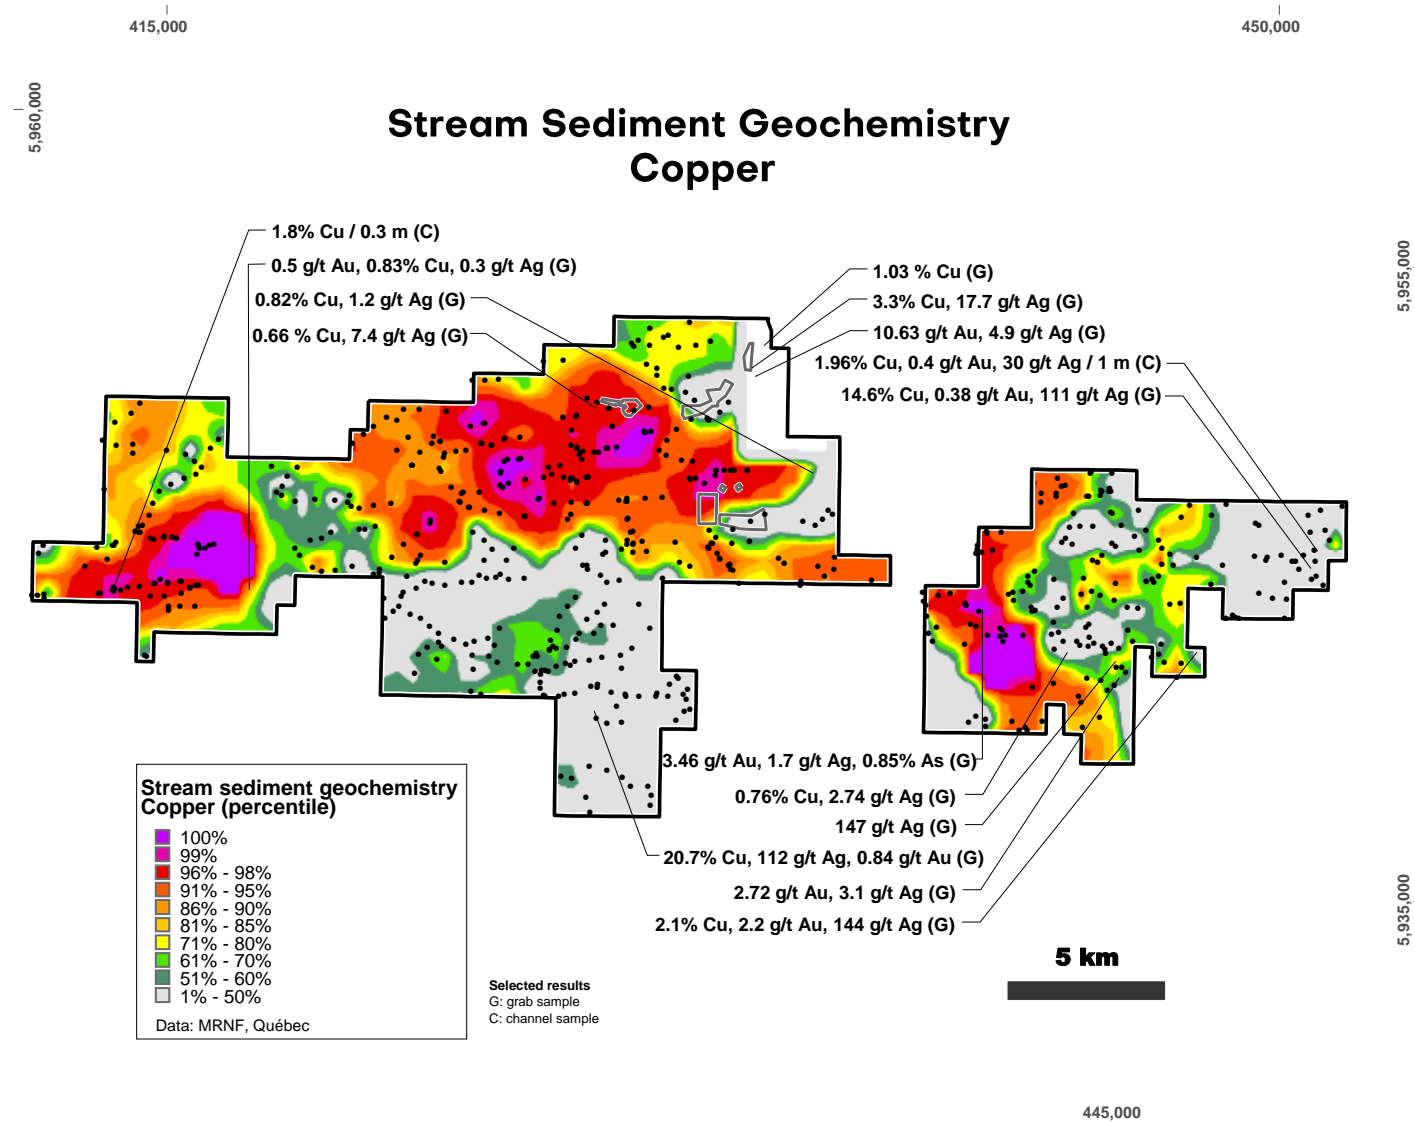 415,000
450,000
5,960,000
Stream Sediment Geochemistry
Copper
1.8% Cu / 0.3 m (C)
0.5 g/t Au, 0.83% Cu, 0.3 g/t Ag (G)
0.82% Cu, 1.2 g/t Ag (G)
0.66 % Cu, 7.4 g/t Ag (G)
1.03 % Cu (G)
3.3% Cu, 17.7 g/t Ag (G)
10.63 g/t Au, 4.9 g/t Ag (G)
1.96% Cu, 0.4 g/t Au, 30 g/t Ag / 1 m (C)
14.6% Cu, 0.38 g/t Au, 111 g/t Ag (G)
5,955,000
3.46 g/t Au, 1.7 g/t Ag, 0.85% As (G)
0.76% Cu, 2.74 g/t Ag (G)
147 g/t Ag (G)
20.7% Cu, 112 g/t Ag, 0.84 g/t Au (G)
2.72 g/t Au, 3.1 g/t Ag (G)
2.1% Cu, 2.2 g/t Au, 144 g/t Ag (G)
5,935,000
Stream sediment geochemistry
Copper (percentile)
100%
99%
96% - 98%
91% - 95%
86% - 90%
81% - 85%
71% - 80%
61% - 70%
51% - 60%
1% - 50%
Data: MRNF, Québec
Selected results
G: grab sample
C: channel sample
5 km
445,000